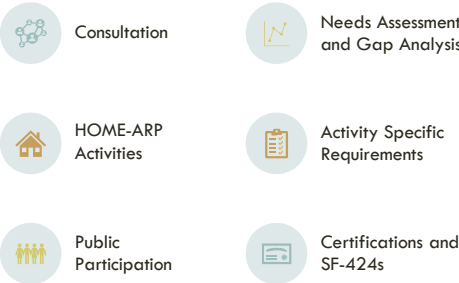 Consultation
Needs Assessment
and Gap Analysis
HOME-ARP
Activities
Activity Specific
Requirements
Public
Participation
Certifications and
SF-424s